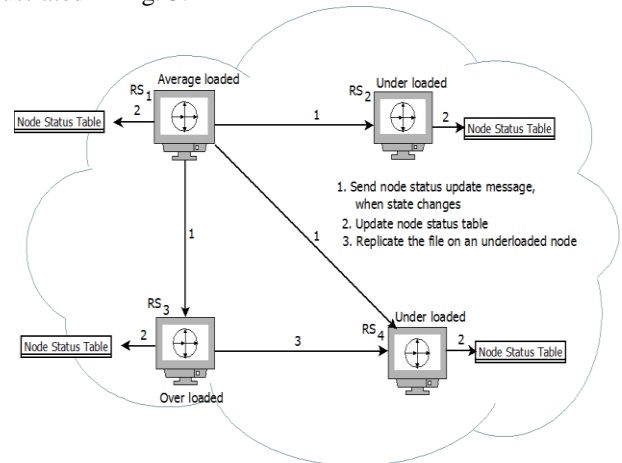 Average loaded
RS1
2
Node Status Table
1
Under loaded
RS2
2
Node Status Table
1. Send node status update message,
when state changes
2. Update node status table
3. Replicate the file on an underloaded node
1
1
RS3
2
Node Status Table
Over loaded
3
Under loaded
RS4
2
Node Status Table